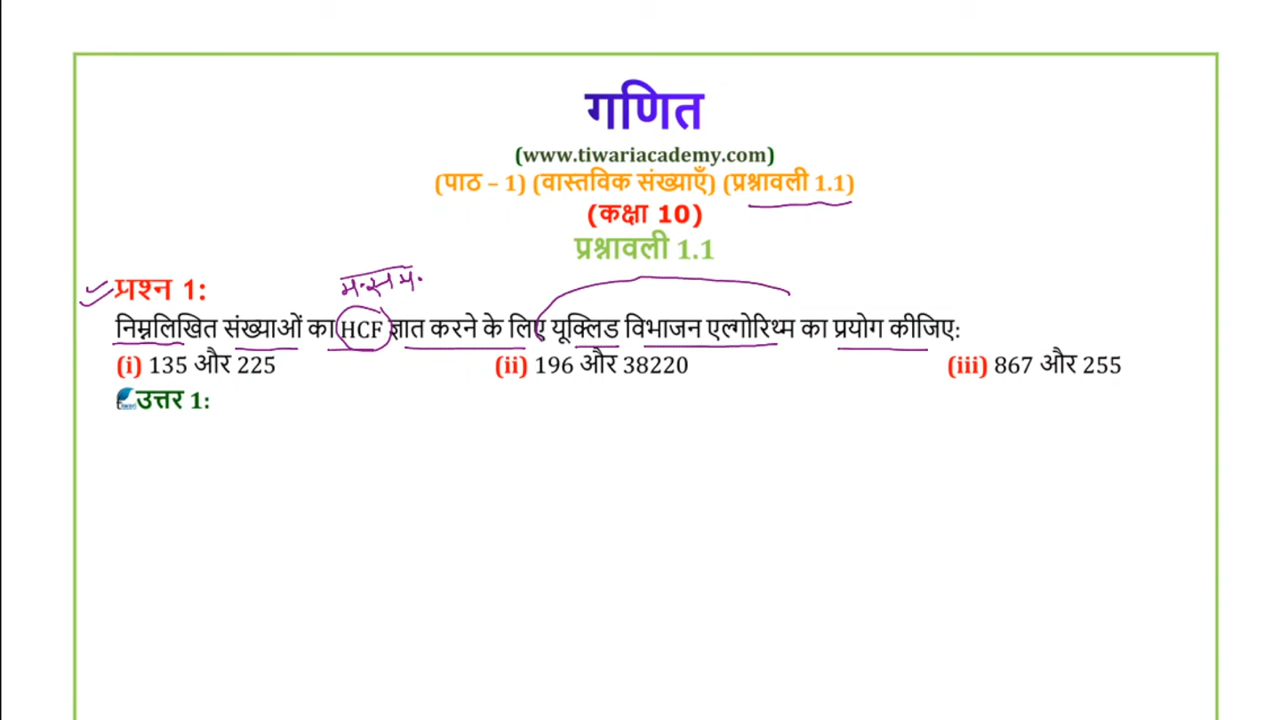 गणित
(www.tiwariacademy.com)
(पाठ – 1) (वास्तविक संख्याएँ) (प्रश्नावली 1.1)
(कक्षा 10)
प्रश्नावली 1.1
प्रश्न 1:
म.स.म.
निम्नलिखित संख्याओं का HCF ज्ञात करने के लिए यूक्लिड विभाजन एल्गोरिथ्म का प्रयोग कीजिए:
(i) 135 और 225 (ii) 196 और 38220 (iii) 867 और 255
उत्तर 1: